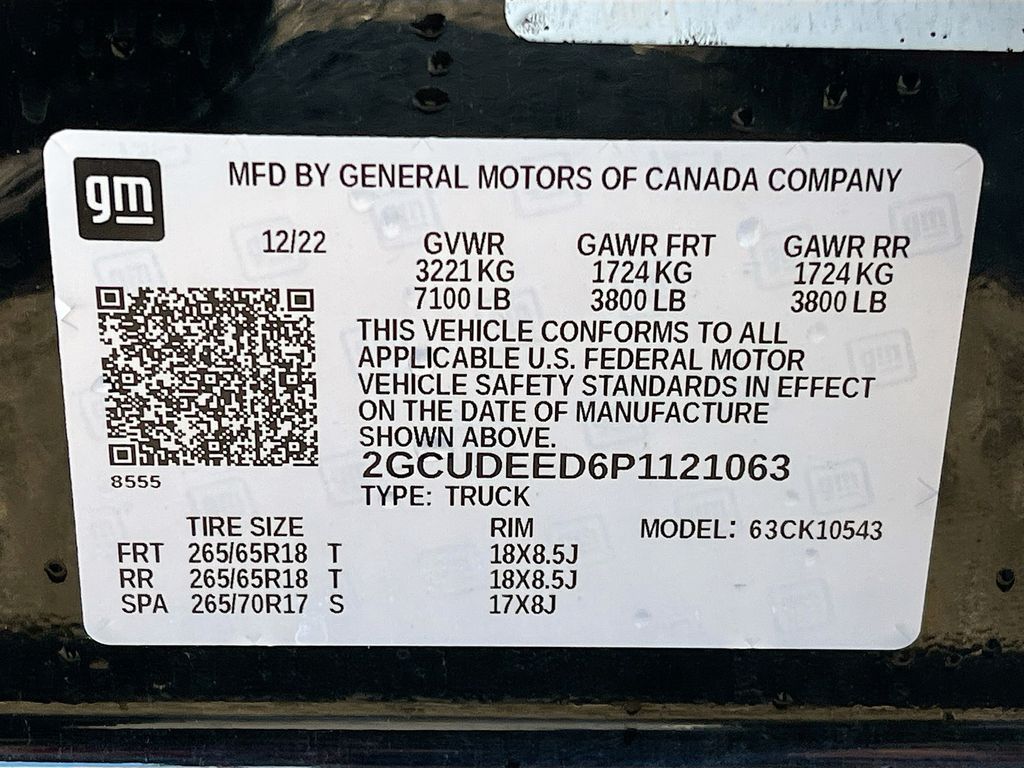 gm
MFD BY GENERAL MOTORS OF CANADA COMPANY
12/22 GVWR GAWR FRT GAWR RR
3221 KG 1724 KG 1724 KG
7100 LB 3800 LB 3800 LB
THIS VEHICLE CONFORMS TO ALL
APPLICABLE U.S. FEDERAL MOTOR
VEHICLE SAFETY STANDARDS IN EFFECT
ON THE DATE OF MANUFACTURE
SHOWN ABOVE.
2GCUDEED6P1121063
8555
TYPE: TRUCK
TIRE SIZE RIM MODEL: 63CK10543
FRT 265/65R18 T 18X8.5J
RR 265/65R18 T 18X8.5J
SPA 265/70R17 S 17X8J